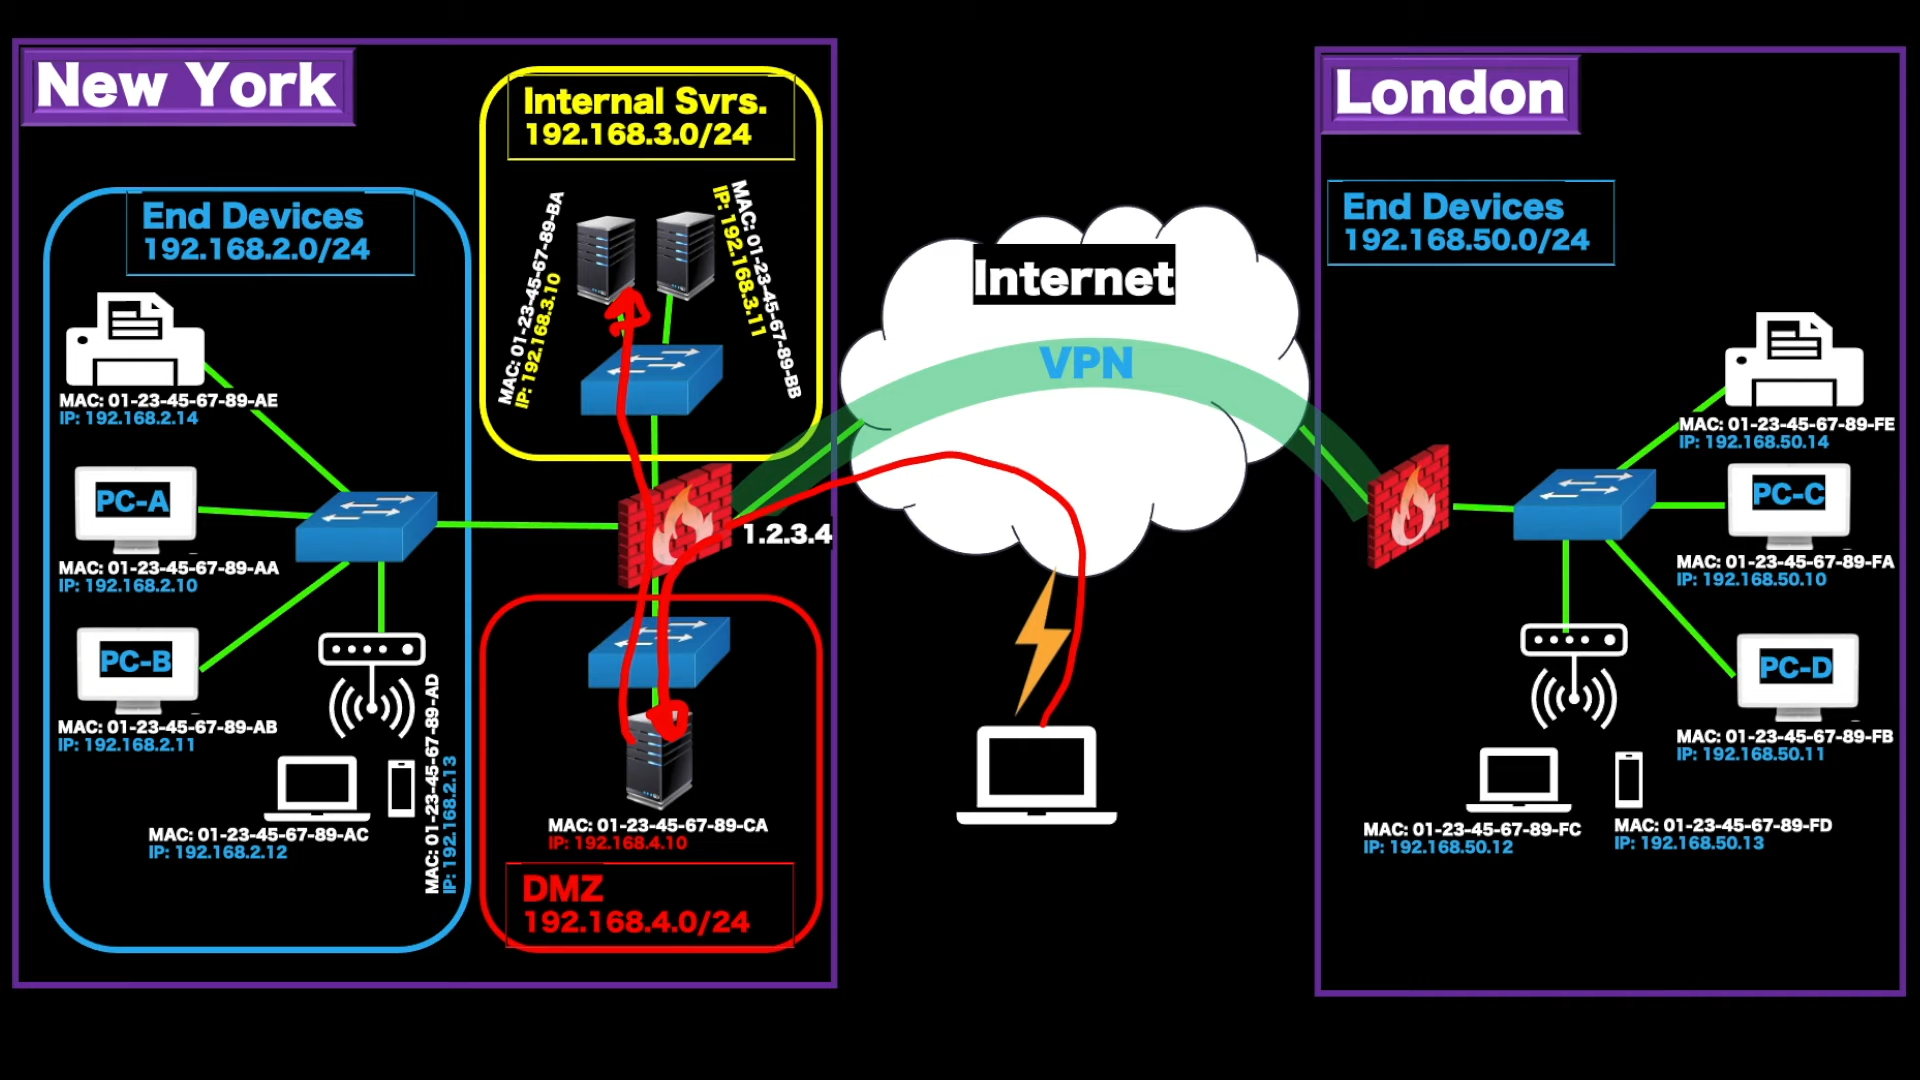 New York
Internal Svrs.
192.168.3.0/24
MAC: 01-23-45-67-89-BA
IP: 192.168.3.10
MAC: 01-23-45-67-89-BB
IP: 192.168.3.11
End Devices
192.168.2.0/24
MAC: 01-23-45-67-89-AE
IP: 192.168.2.14
PC-A
MAC: 01-23-45-67-89-AA
IP: 192.168.2.10
PC-B
MAC: 01-23-45-67-89-AB
IP: 192.168.2.11
MAC: 01-23-45-67-89-AD
IP: 192.168.2.13
MAC: 01-23-45-67-89-AC
IP: 192.168.2.12
1.2.3.4
MAC: 01-23-45-67-89-CA
IP: 192.168.4.10
DMZ
192.168.4.0/24
Internet
VPN
London
End Devices
192.168.50.0/24
MAC: 01-23-45-67-89-FE
IP: 192.168.50.14
PC-C
MAC: 01-23-45-67-89-FA
IP: 192.168.50.10
PC-D
MAC: 01-23-45-67-89-FB
IP: 192.168.50.11
MAC: 01-23-45-67-89-FC
IP: 192.168.50.12
MAC: 01-23-45-67-89-FD
IP: 192.168.50.13